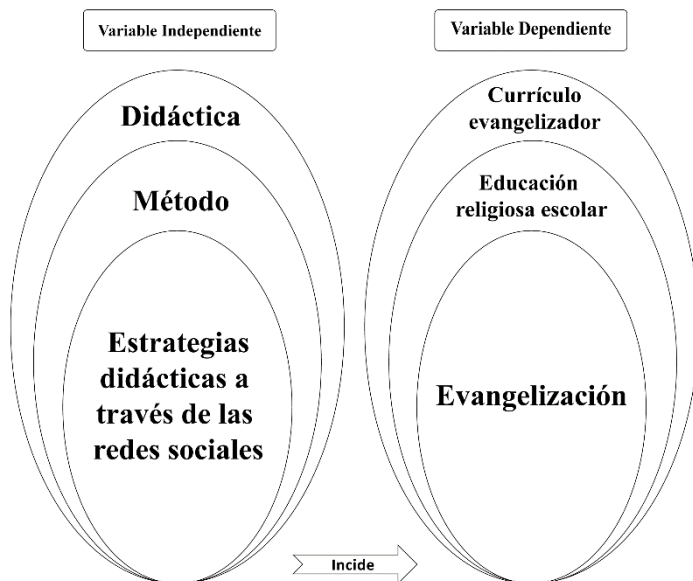 Variable Independiente
Didáctica
Método
Estrategias
didácticas a
través de las
redes sociales
Variable Dependiente
Currículo
evangelizador
Educación
religiosa escolar
Evangelización
Incide